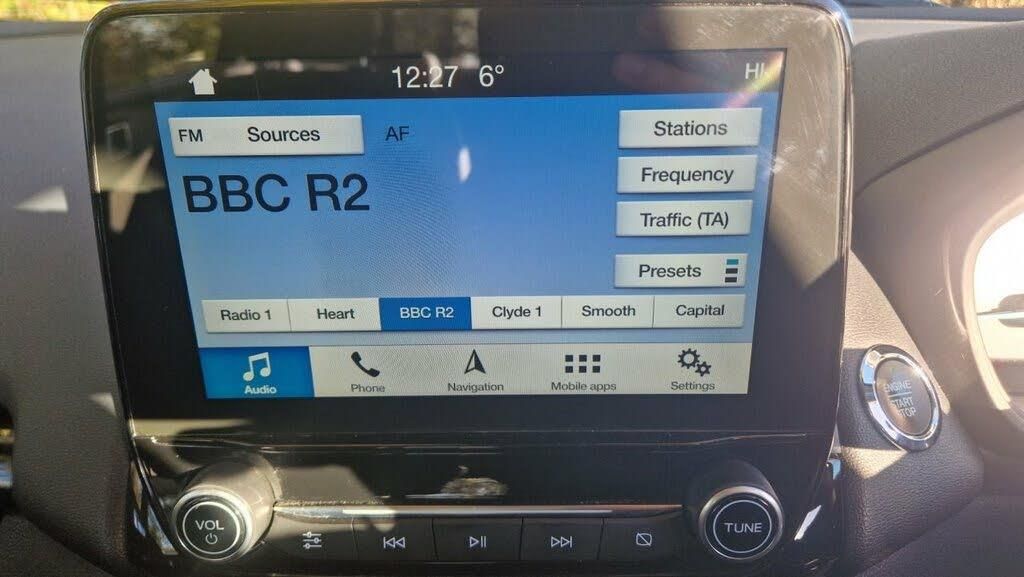 12:27 6° HI
FM Sources AF Stations
BBC R2
Frequency
Traffic (TA)
Presets
Radio 1 Heart BBC R2 Clyde 1 Smooth Capital
Audio Phone Navigation Mobile apps Settings
ENGINE
START
STOP
VOL
TUNE